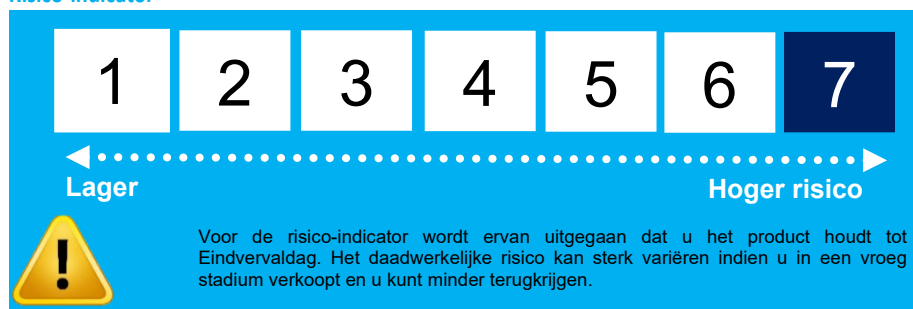 1 2 3 4 5 6 7
Lager Hoger risico
Voor de risico-indicator wordt ervan uitgegaan dat u het product houdt tot
Eindvervaldag. Het daadwerkelijke risico kan sterk variëren indien u in een vroeg
stadium verkoopt en u kunt minder terugkrijgen.